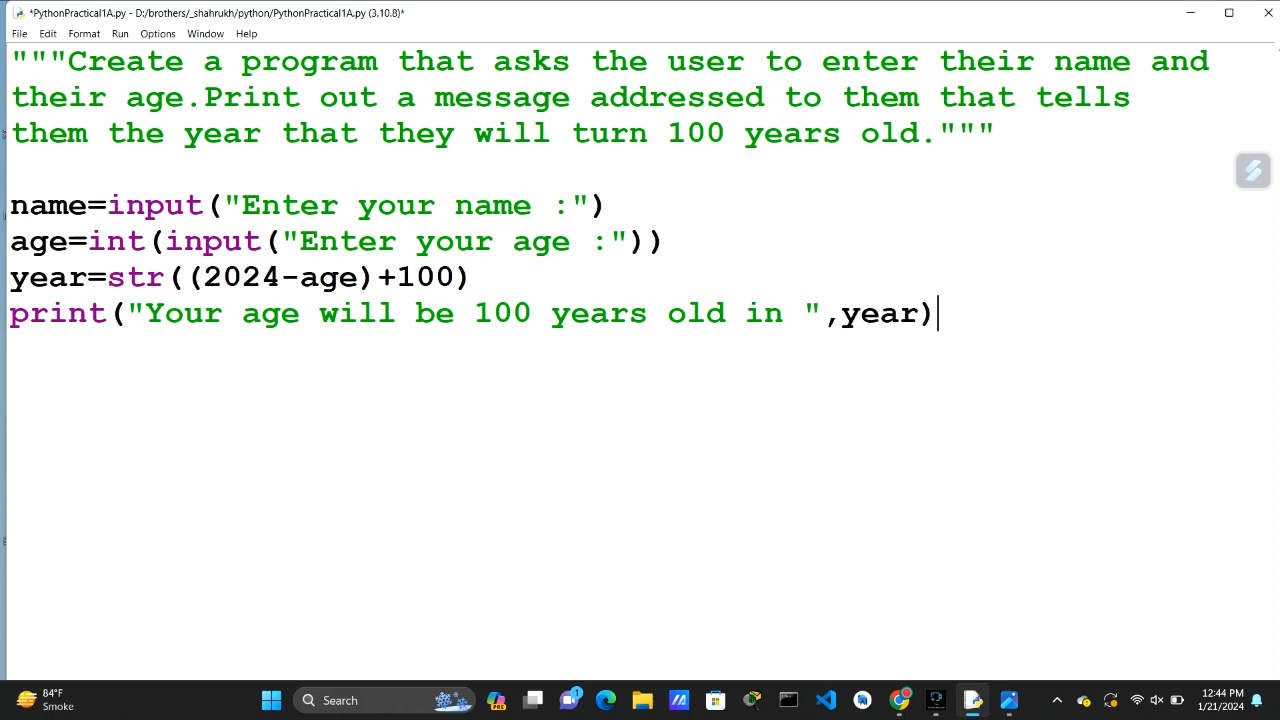 *PythonPractical1A.py - D:/brothers/_shahrukh/python/PythonPractical1A.py (3.10.8)*
File Edit Format Run Options Window Help
"""Create a program that asks the user to enter their name and
their age.Print out a message addressed to them that tells
them the year that they will turn 100 years old."""
name=input("Enter your name :")
age=int(input("Enter your age :"))
year=str((2024-age)+100)
print("Your age will be 100 years old in ",year)
84°F
Smoke
Search
PRE
1
12:44 PM
1/21/2024